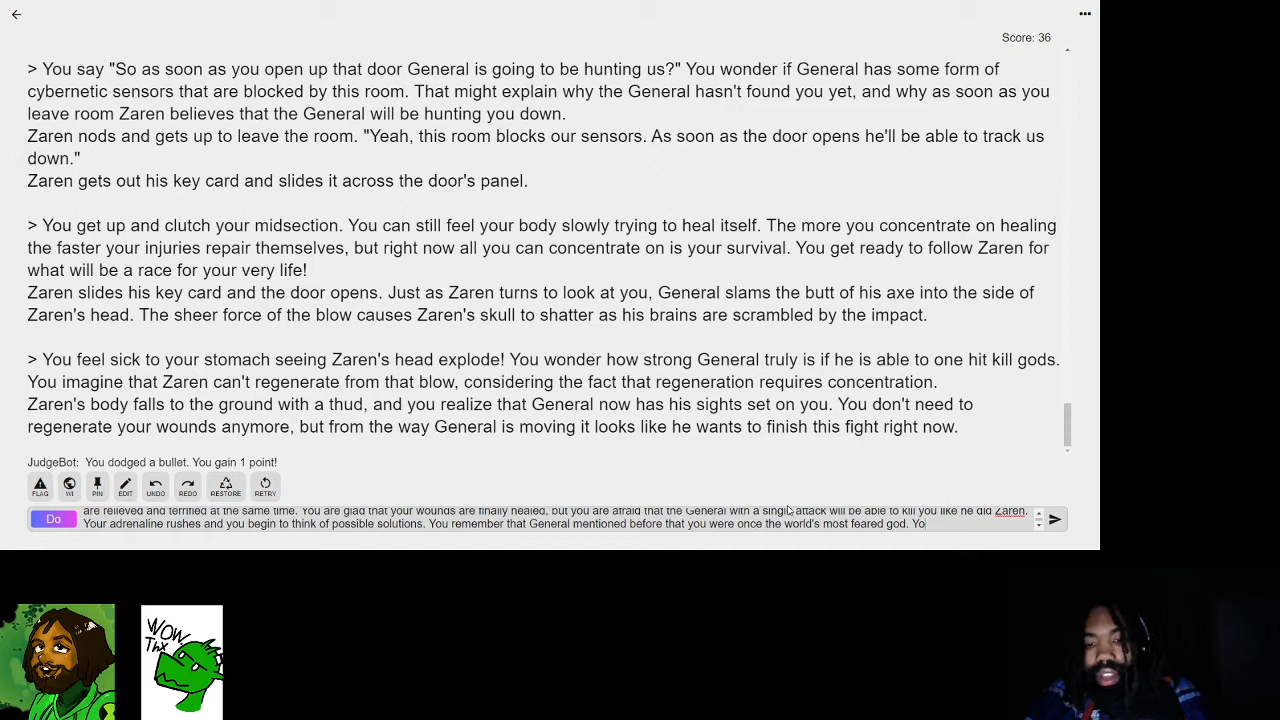 Score: 36
> You say "So as soon as you open up that door General is going to be hunting us?" You wonder if General has some form of
cybernetic sensors that are blocked by this room. That might explain why the General hasn't found you yet, and why as soon as you
leave room Zaren believes that the General will be hunting you down.
Zaren nods and gets up to leave the room. "Yeah, this room blocks our sensors. As soon as the door opens he'll be able to track us
down."
Zaren gets out his key card and slides it across the door's panel.
> You get up and clutch your midsection. You can still feel your body slowly trying to heal itself. The more you concentrate on healing
the faster your injuries repair themselves, but right now all you can concentrate on is your survival. You get ready to follow Zaren for
what will be a race for your very life!
Zaren slides his key card and the door opens. Just as Zaren turns to look at you, General slams the butt of his axe into the side of
Zaren's head. The sheer force of the blow causes Zaren's skull to shatter as his brains are scrambled by the impact.
> You feel sick to your stomach seeing Zaren's head explode! You wonder how strong General truly is if he is able to one hit kill gods.
You imagine that Zaren can't regenerate from that blow, considering the fact that regeneration requires concentration.
Zaren's body falls to the ground with a thud, and you realize that General now has his sights set on you. You don't need to
regenerate your wounds anymore, but from the way General is moving it looks like he wants to finish this fight right now.
JudgeBot: You dodged a bullet. You gain 1 point!
FLAG WI PIN EDIT UNDO REDO RESTORE RETRY
are relieved and terrified at the same time. You are glad that your wounds are finally healed, but you are afraid that the General with a single attack will be able to kill you like he did Zaren.
Do Your adrenaline rushes and you begin to think of possible solutions. You remember that General mentioned before that you were once the world's most feared god. Yo
WOW
Thx